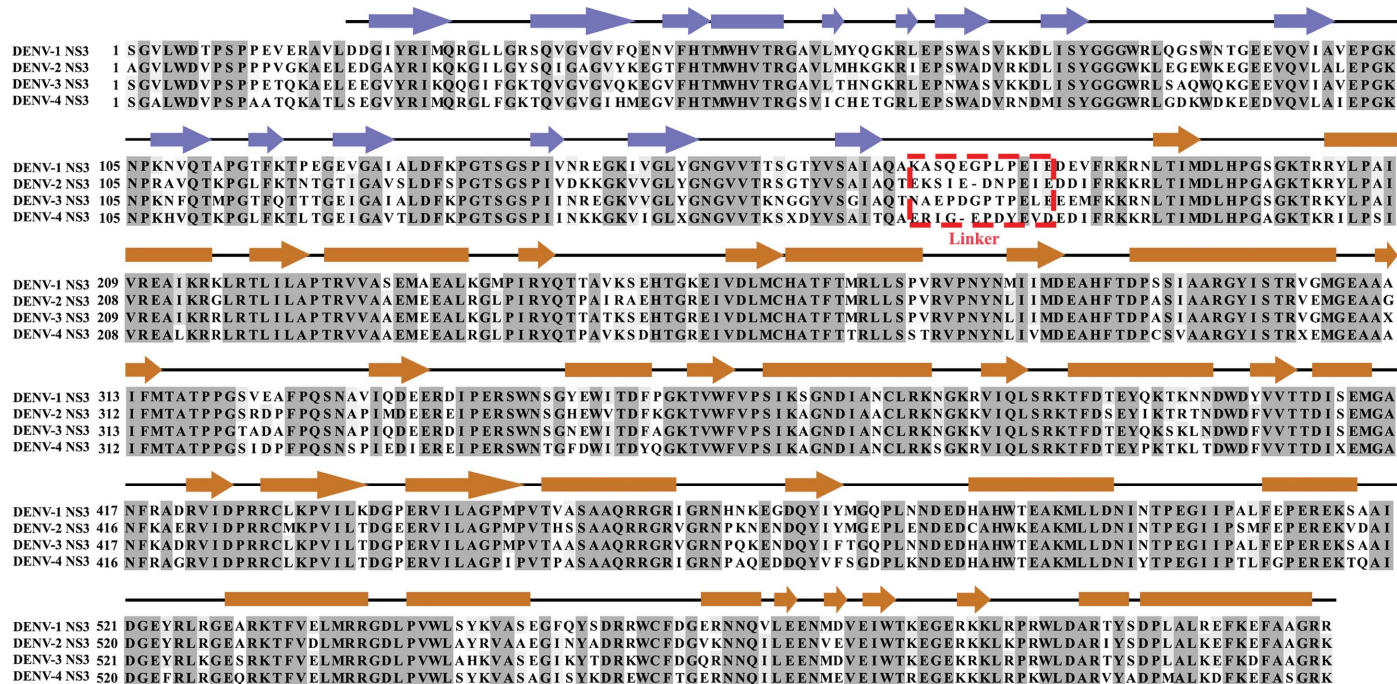 DENV-1 NS3 1 SGVLWDTPSPPEVERAVLDDGIYRIMQRGLLGRSQVGVGVFQENVFHTMWHVTRGAVLMYQGKRLEPSWASVKKDLISYGGGWRLQGSWNTGEEVQVIAVEPGK
DENV-2 NS3 1 AGVLWDVPSPPPVGKAELEDGAYRIKQKGILGYSQIGAGVYKEGTFHTMWHVTRGAVLMHKGKRIEPSWADVRKDLISYGGGWKLEGEWKEGEEVQVLALEPGK
DENV-3 NS3 1 SGVLWDVPSPPETQKAELEEGVYRIKQQGIFGKTQVGVGVQKEGVFHTMWHVTRGAVLTHNGKRLEPNWASVKKDLISYGGGWRLSAQWQKGEEVQVIAVEPGK
DENV-4 NS3 1 SGALWDVPSPAATQKATLSEGVYRIMQRGLFGKTQVGVGIHMEGVFHTMWHVTRGSVICHETGRLEPSWADVRNDMISYGGGWRLGDKWDKEEDVQVLAIEPGK
DENV-1 NS3 105 NPKNVQTAPGTFKTPEGEVGAIALDFKPGTSGSPIVNREGKIVGLYGNGVVTTSGTYVSAIAQAKASQEGPLPEIEDEVFRKRNLTIMDLHPGSGKTRRYLPAI
DENV-2 NS3 105 NPRAVQTKPGLFKTNTGTIGAVSLDFSPGTSGSPIVDKKGKVVGLYGNGVVTRSGTYVSAIAQTEKSIE-DNPEIEDDIFRKKRLTIMDLHPGAGKTKRYLPAI
DENV-3 NS3 105 NPKNFQTMPGTFQTTTGEIGAIALDFKPGTSGSPIINREGKVVGLYGNGVVTKNGGYVSGIAQTNAEPDGPTPELEEEMFKKRNLTIMDLHPGSGKTRKYLPAI
DENV-4 NS3 105 NPKHVQTKPGLFKTLTGEIGAVTLDFKPGTSGSPIINKKGKVIGLXGNGVVTKSXDYVSAITQAERIG-EPDYEVDEDIFRKKRLTIMDLHPGAGKTKRILPSI
Linker
DENV-1 NS3 209 VREAIKRKLRTLILAPTRVVASEMAEALKGMPIRYQTTAVKSEHTGKEIVDLMCHATFTMRLLSPVRVPNYNMIIMDEAHFTDPSSIAARGYISTRVGMGEAAA
DENV-2 NS3 208 VREAIKRGLRTLILAPTRVVAAEMEEALRGLPIRYQTPAIRAEHTGREIVDLMCHATFTMRLLSPVRVPNYNLIIMDEAHFTDPASIAARGYISTRVEMGEAAG
DENV-3 NS3 209 VREAIKRRLRTLILAPTRVVAAEMEEALRGLPIRYQTTATKSEHTGREIVDLMCHATFTMRLLSPVRVPNYNLIIMDEAHFTDPASIAARGYISTRVGMGEAAX
DENV-4 NS3 208 VREALKRRLRTLILAPTRVVAAEMEEALRGLPIRYQTPAVKSDHTGREIVDLMCHATFTTRLLSSTRVPNYNLIVMDEAHFTDPCSVAARGYISTRXEMGEAAA
DENV-1 NS3 313 IFMTATPPGSVEAFPQSNAVIQDEERDIPERSWNSGYEWITDFPGKTVWFVPSIKSGNDIANCLRKNGKRVIQLSRKTFDTEYQKTKNNDWDYVVTTDISEMGA
DENV-2 NS3 312 IFMTATPPGSRDPFPQSNAPIMDEEREIPERSWNSGHEWVTDFKGKTVWFVPSIKAGNDIAACLRKNGKKVIQLSRKTFDSEYIKTRTNDWDFVVTTDISEMGA
DENV-3 NS3 313 IFMTATPPGTADAFPQSNAPIQDEERDIPERSWNSGNEWITDFAGKTVWFVPSIKAGNDIANCLRKNGKKVIQLSRKTFDTEYQKSKLNDWDFVVTTDISEMGA
DENV-4 NS3 312 IFMTATPPGSIDPFPQSNSPIEDIEREIPERSWNTGFDWITDYQGKTVWFVPSIKAGNDIANCLRKSGKRVIQLSRKTFDTEYPKTKLTDWDFVVTTDIXEMGA
DENV-1 NS3 417 NFRADRVIDPRRCLKPVILKDGPERVILAGPMPVTVASAAQRRGRIGRNHNKEGDQYIYMGQPLNNDEDHAHWTEAKMLLDNINTPEGIIPALFEPEREKSAAI
DENV-2 NS3 416 NFKAERVIDPRRCMKPVILTDGEERVILAGPMPVTHSSAAQRRGRVGRNPKNENDQYIYMGEPLENDEDCAHWKEAKMLLDNINTPEGIIPSMFEPEREKVDAI
DENV-3 NS3 417 NFKADRVIDPRRCLKPVILTDGPERVILAGPMPVTAASAAQRRGRVGRNPQKENDQYIFTGQPLNNDEDHAHWTEAKMLLDNINTPEGIIPALFEPEREKSAAI
DENV-4 NS3 416 NFRAGRVIDPRRCLKPVILTDGPERVILAGPIPVTPASAAQRRGRIGRNPAQEDDQYVFSGDPLKNDEDHAHWTEAKMLLDNIYTPEGIIPTLFGPEREKTQAI
DENV-1 NS3 521 DGEYRLRGEARKTFVELMRRGDLPVWLSYKVASEGFQYSDRRWCFDGERNNQVLEENMDVEIWTKEGERKKLRPRWLDARTYSDPLALREFKEFAAGRR
DENV-2 NS3 520 DGEYRLRGEARKTFVDLMRRGDLPVWLAYRVAAEGINYADRRWCFDGVKNNQILEENVEVEIWTKEGERKKLKPRWLDARIYSDPLALKEFKEFAAGRK
DENV-3 NS3 521 DGEYRLKGESRKTFVELMRRGDLPVWLAHKVASEGIKYTDRKWCFDGQRNNQILEENMDVEIWTKEGEKRKLRPRWLDARTYSDPLALKEFKEFAAGRK
DENV-4 NS3 520 DGEFRLRGEQRKTFVELMRRGDLPVWLSYKVASAGISYKDREWCFTGERNNQILEENMEVEIWTREGEKKKLRPKWLDARVYADPMALKDFKDFASGRK